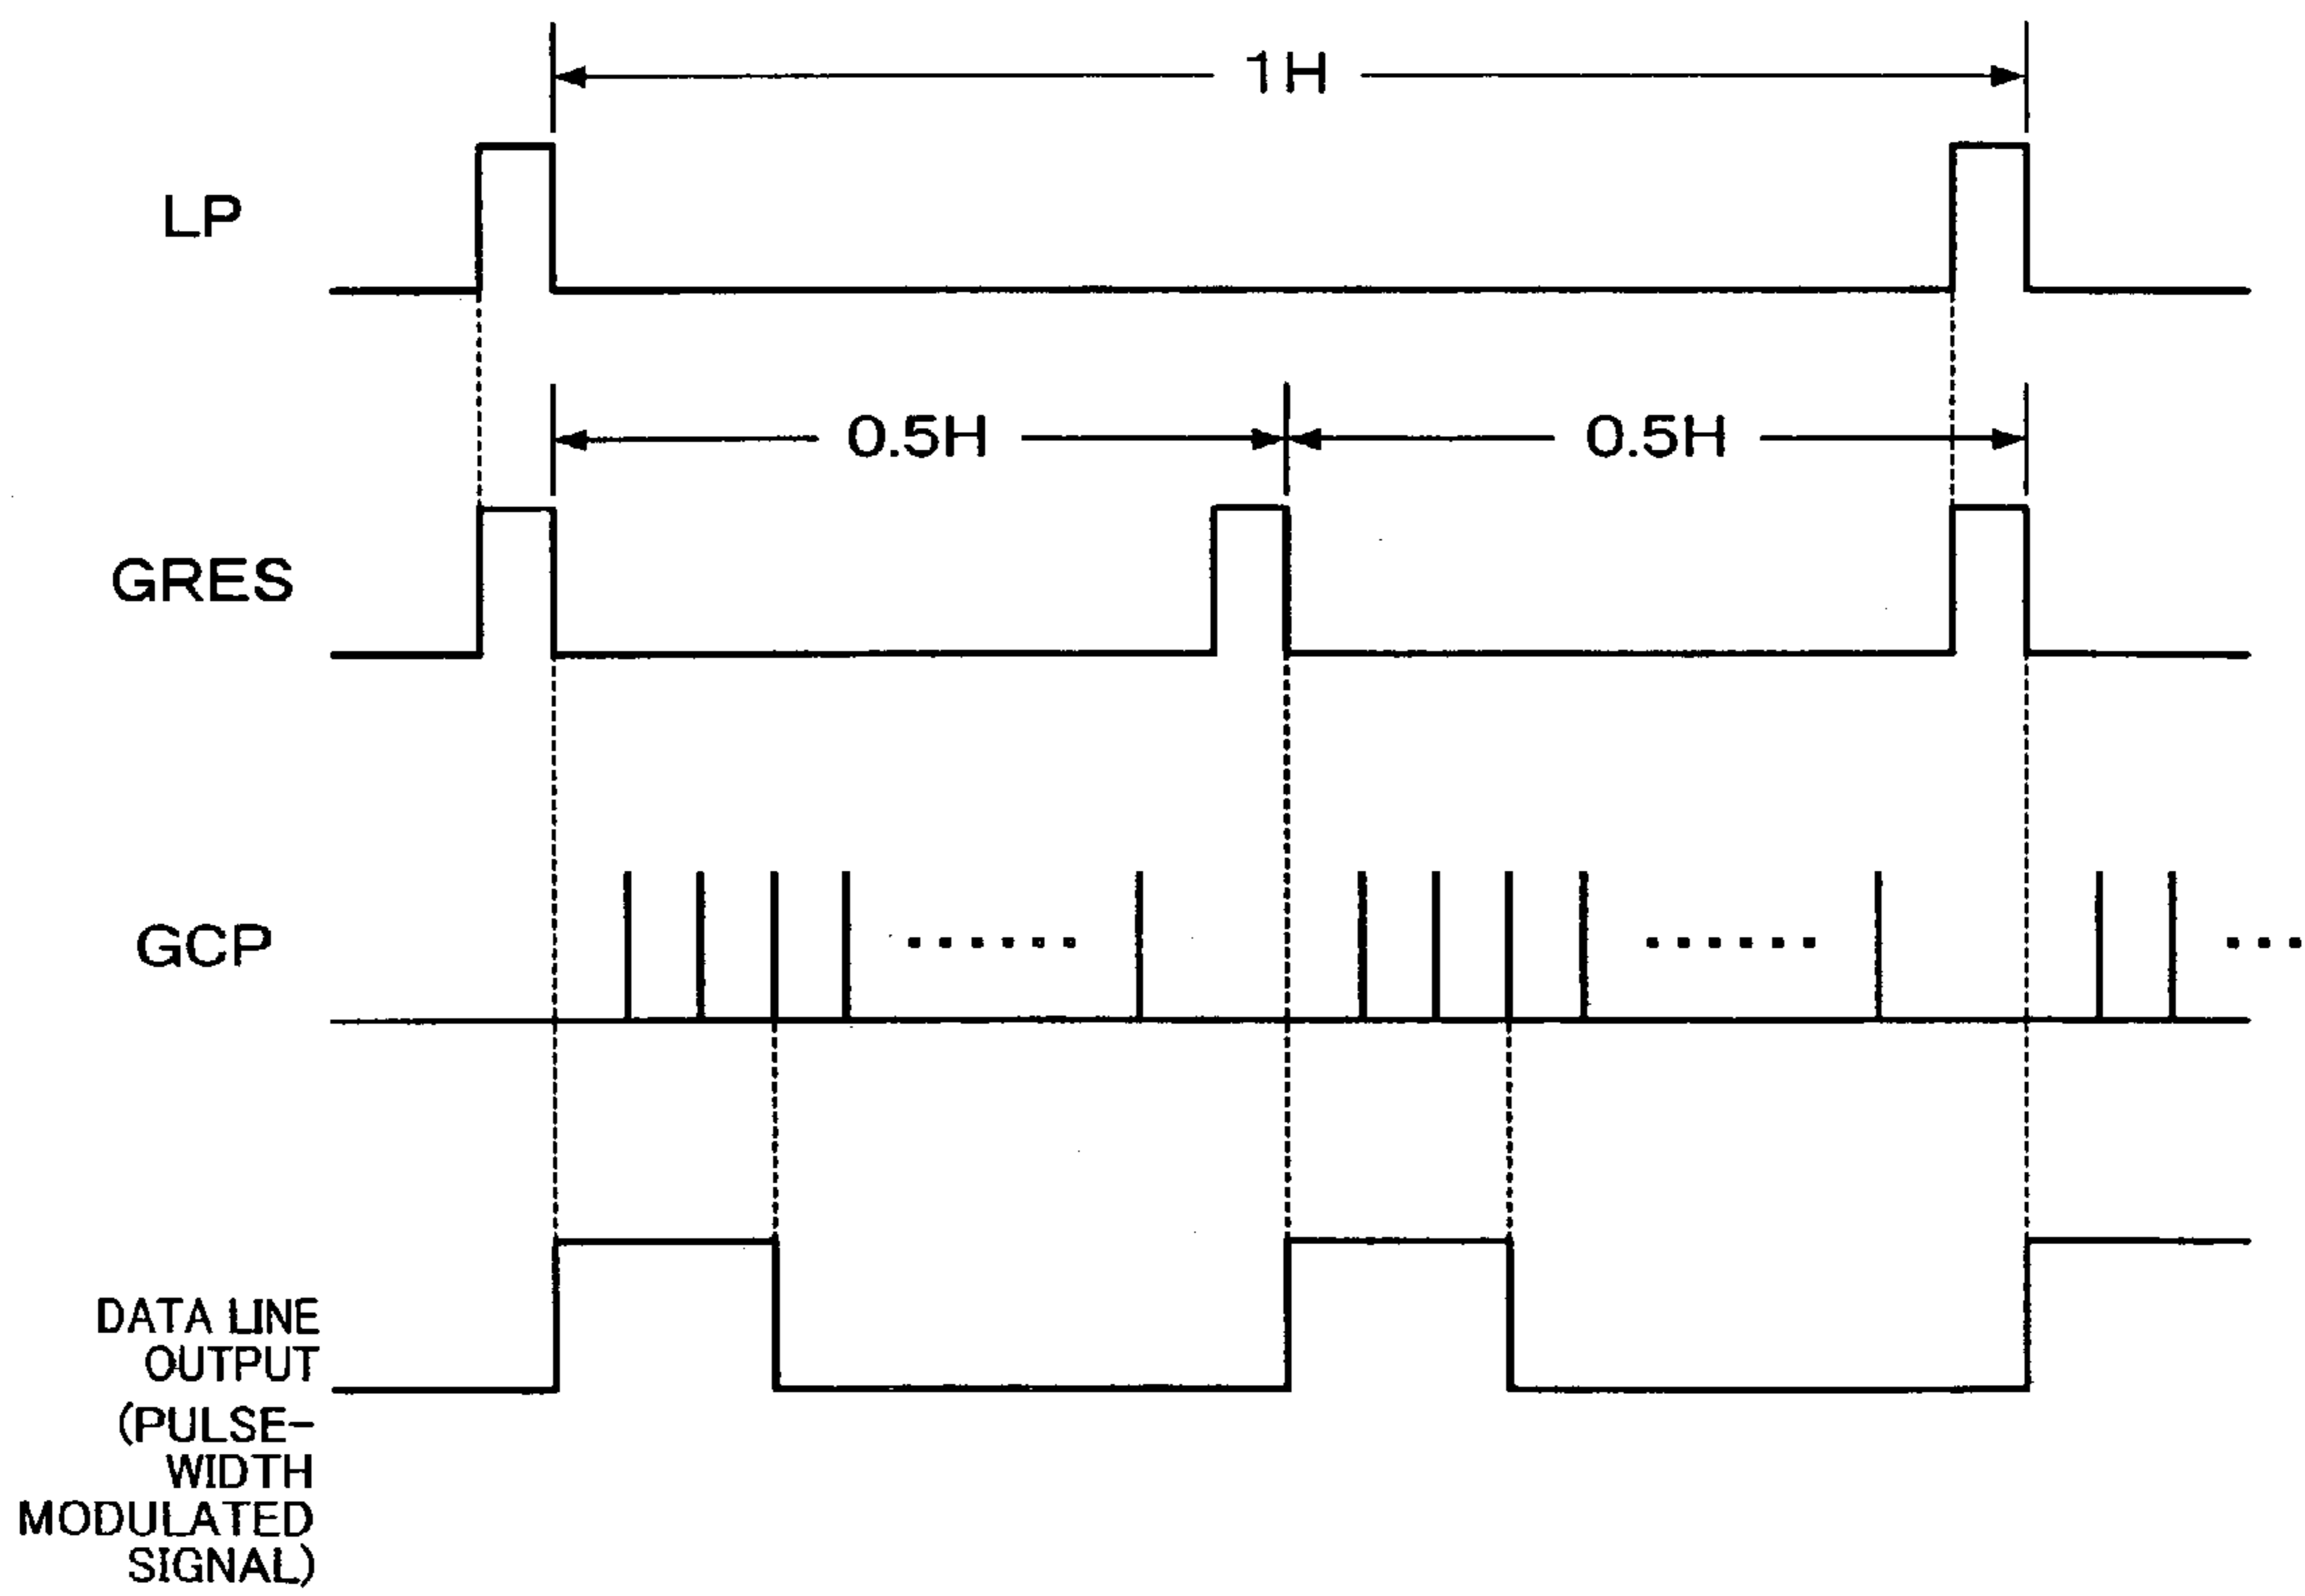 1H
LP
0.5H
0.5H
GRES
GCP
DATA LINE
OUTPUT
(PULSE-
WIDTH
MODULATED
SIGNAL)